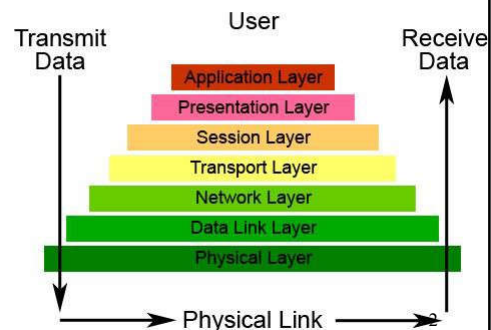 User
Transmit
Data
Receive
Data
Application Layer
Presentation Layer
Session Layer
Transport Layer
Network Layer
Data Link Layer
Physical Layer
Physical Link
2